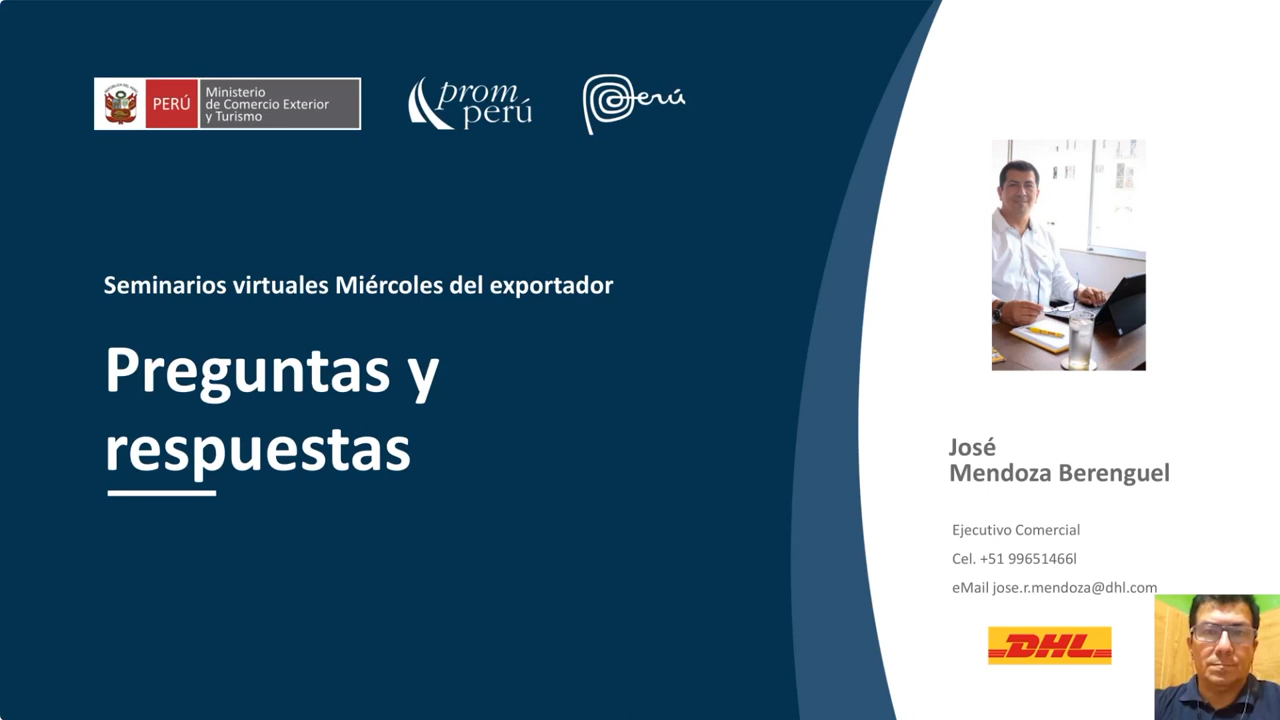 PERÚ
Ministerio
de Comercio Exterior
y Turismo
prom
perú
Perú
Seminarios virtuales Miércoles del exportador
Preguntas y
respuestas
José
Mendoza Berenguel
Ejecutivo Comercial
Cel. +51 99651466l
eMail jose.r.mendoza@dhl.com
DHL